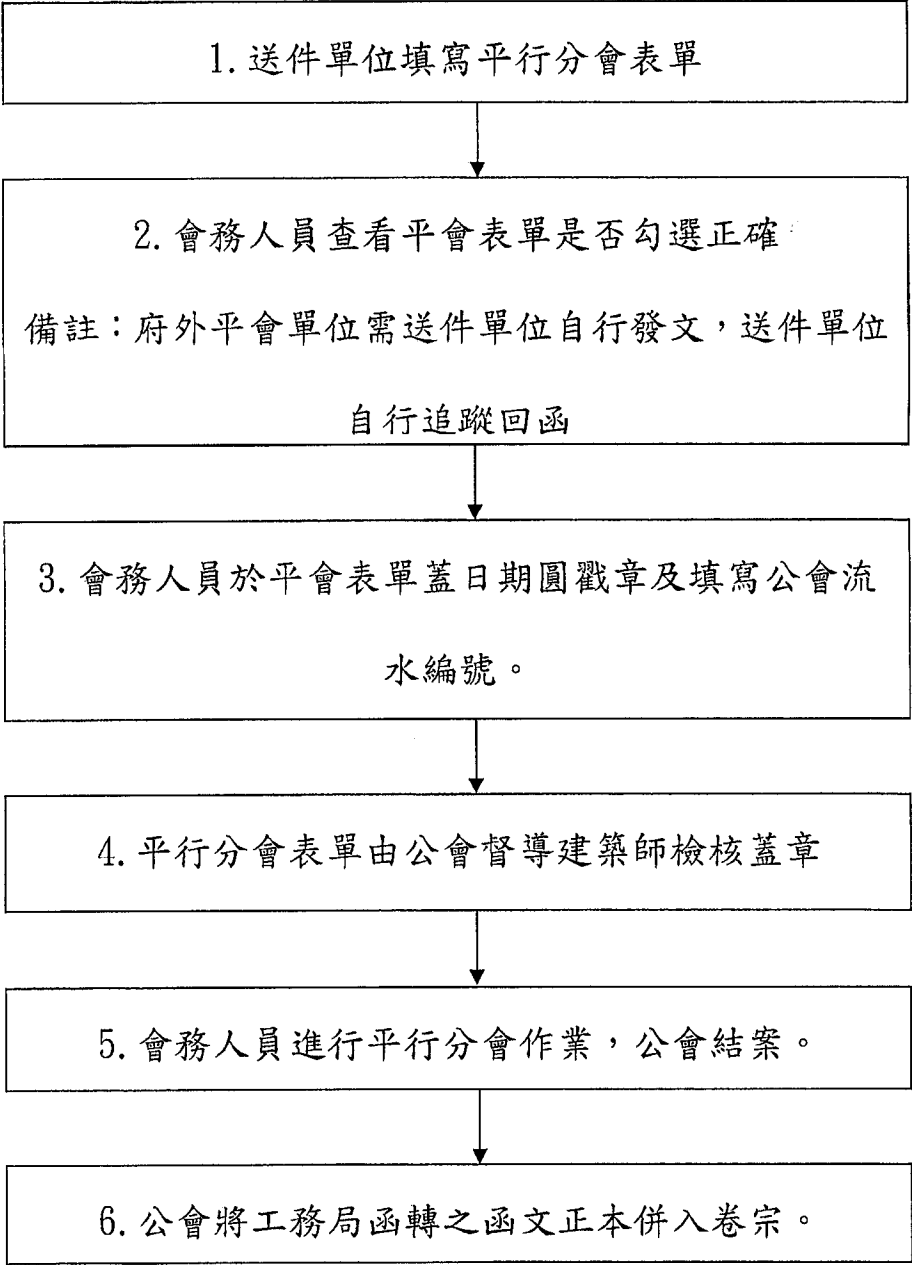 1. 送件單位填寫平行分會表單
2. 會務人員查看平會表單是否勾選正確
備註：府外平會單位需送件單位自行發文，送件單位
自行追蹤回函
3. 會務人員於平會表單蓋日期圓戳章及填寫公會流
水編號。
4. 平行分會表單由公會督導建築師檢核蓋章
5. 會務人員進行平行分會作業，公會結案。
6. 公會將工務局函轉之函文正本併入卷宗。